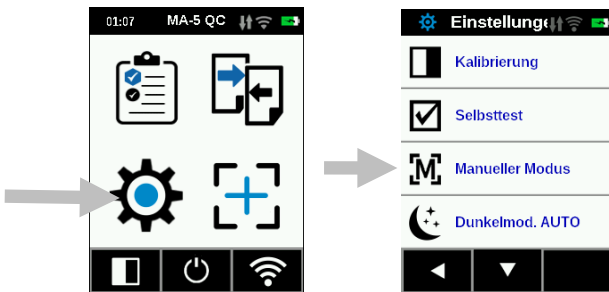 01:07 MA-5 QC
Einstellunge
Kalibrierung
Selbsttest
M Manueller Modus
Dunkelmod. AUTO